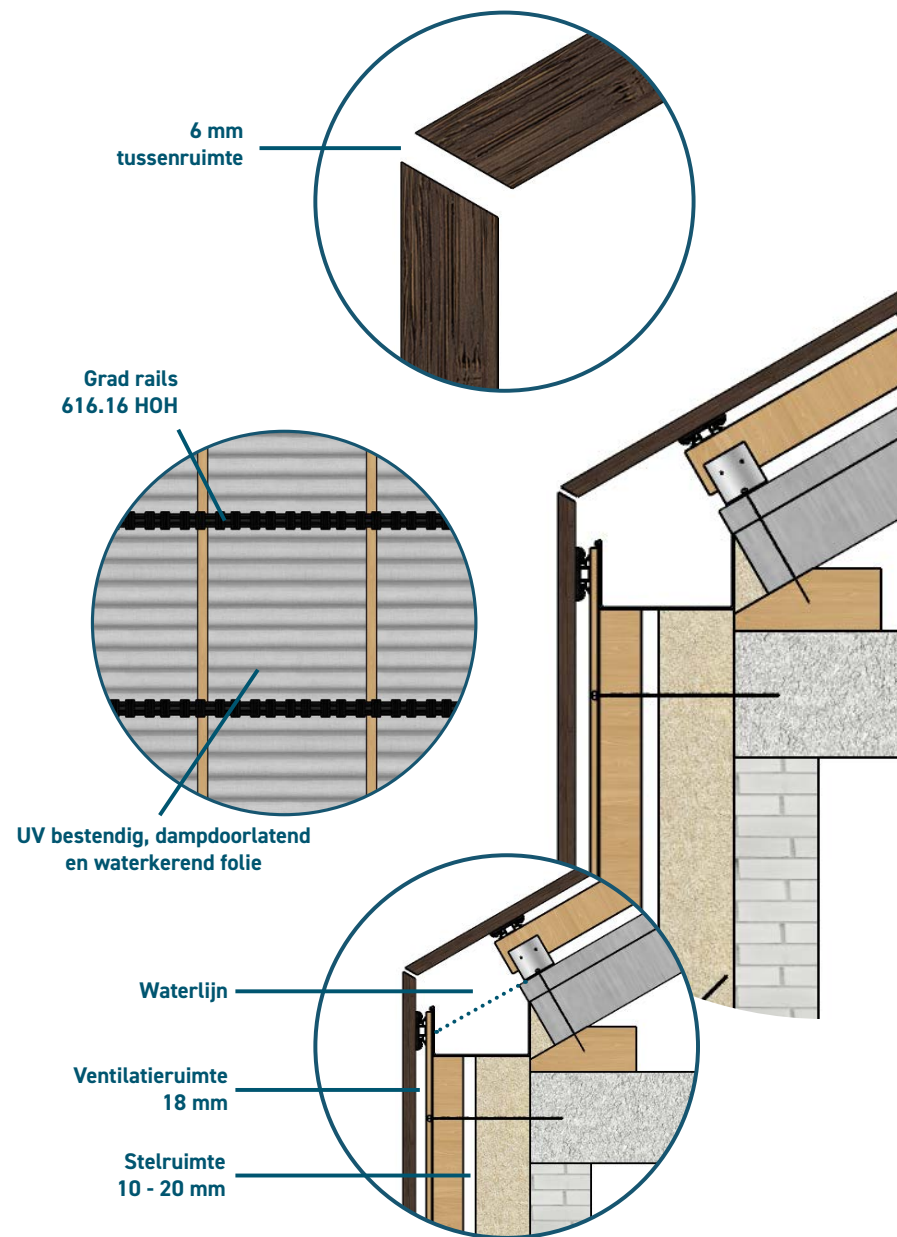 6 mm
tussenruimte
Grad rails
616.16 HOH
UV bestendig, dampdoorlatend
en waterkerend folie
Waterlijn
Ventilatieruimte
18 mm
Stelruimte
10 - 20 mm